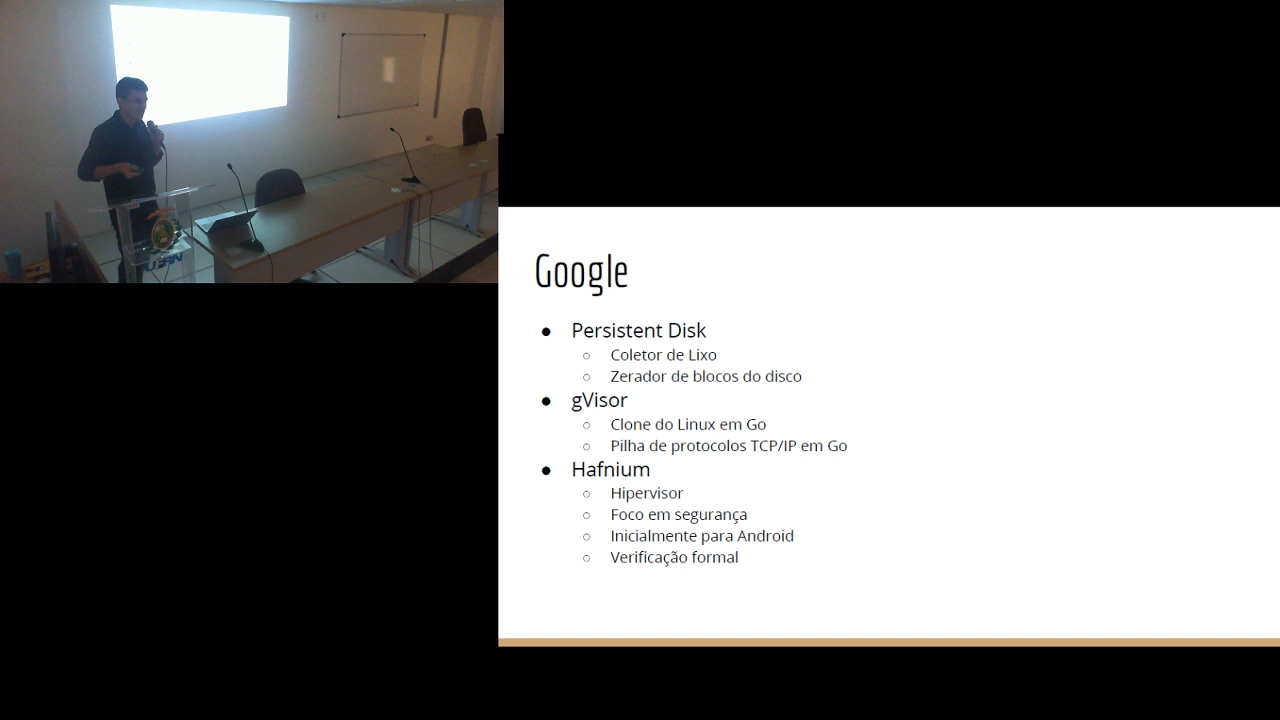 Google
● Persistent Disk
○ Coletor de Lixo
○ Zerador de blocos do disco
● gVisor
○ Clone do Linux em Go
○ Pilha de protocolos TCP/IP em Go
● Hafnium
○ Hipervisor
○ Foco em segurança
○ Inicialmente para Android
○ Verificação formal